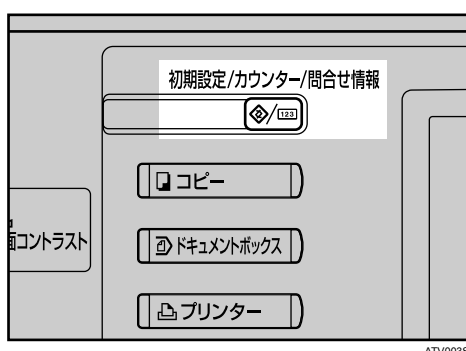 初期設定/カウンター/問合せ情報
/123
コピー
面コントラスト
ドキュメントボックス
プリンター